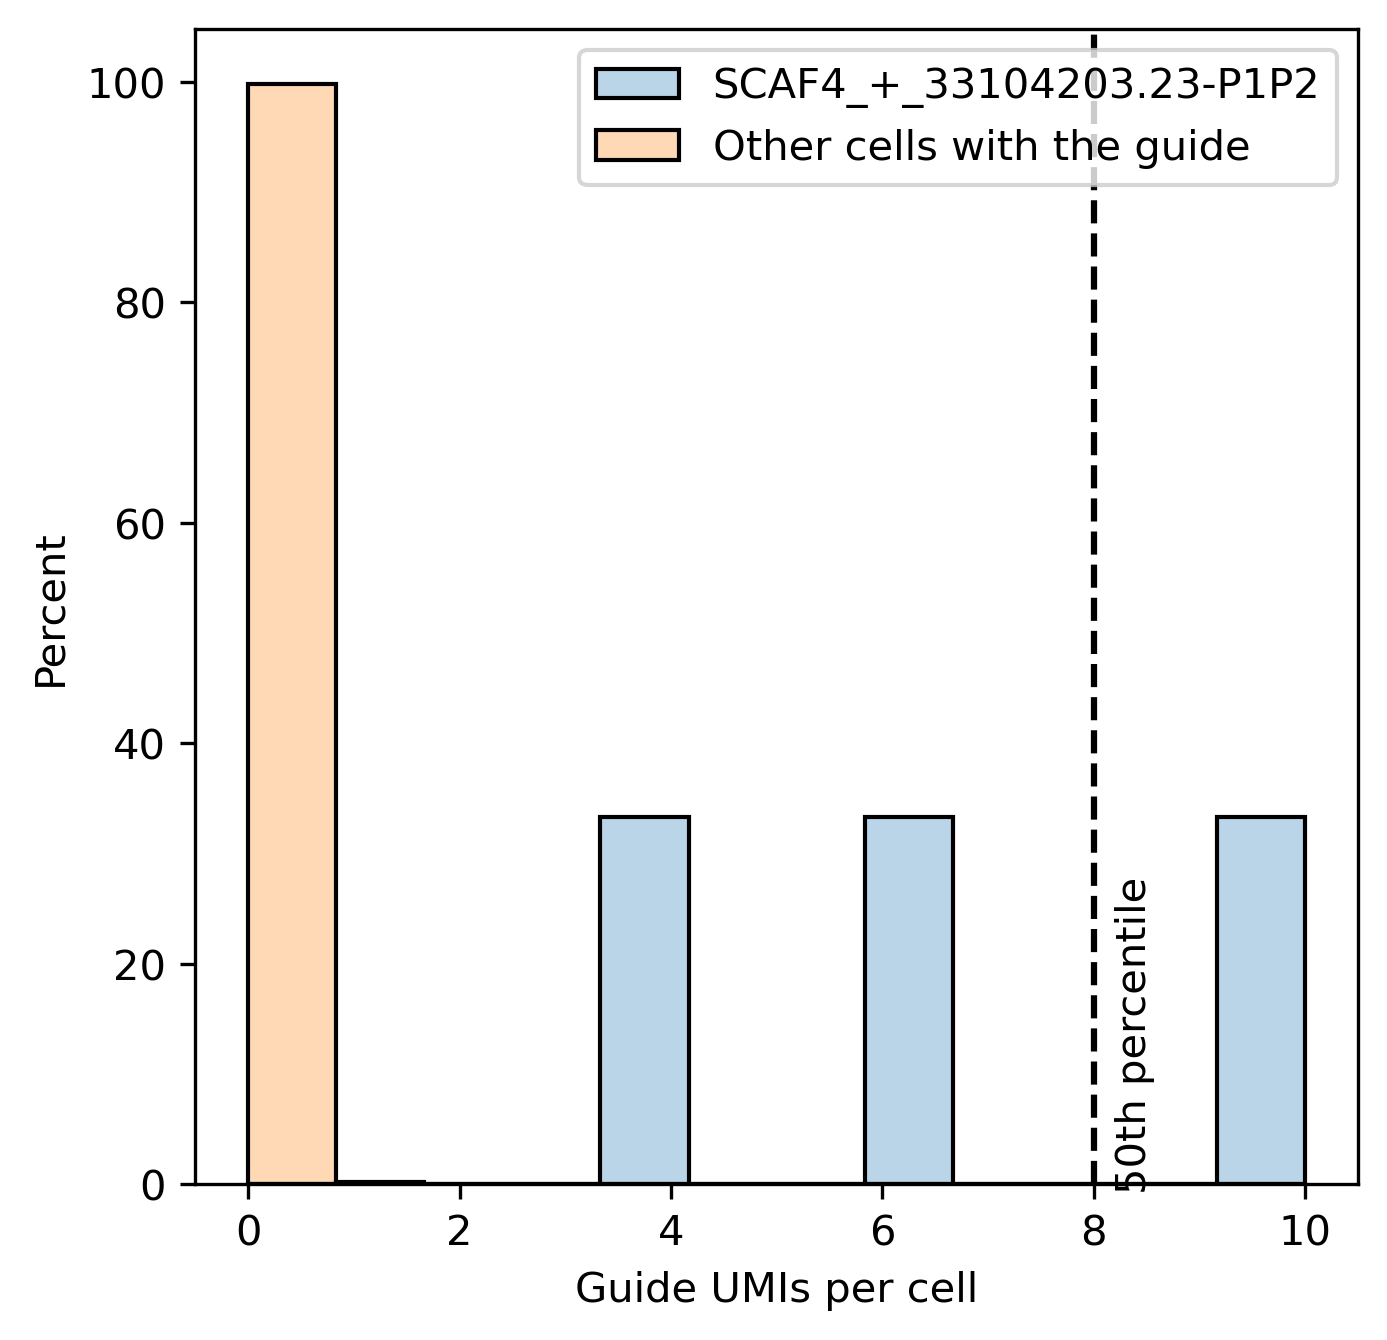 100
80
60
40
20
0
Percent
SCAF4_+_33104203.23-P1P2
Other cells with the guide
50th percentile
0 2 4 6 8 10
Guide UMIs per cell